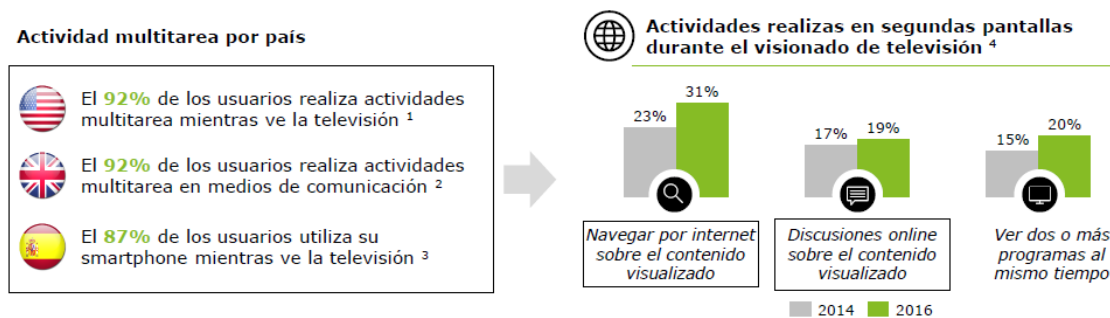 Actividad multitarea por país
El 92% de los usuarios realiza actividades
multitarea mientras ve la televisión ¹
El 92% de los usuarios realiza actividades
multitarea en medios de comunicación ²
El 87% de los usuarios utiliza su
smartphone mientras ve la televisión ³
Actividades realizas en segundas pantallas
durante el visionado de televisión ⁴
23%
31%
17%
19%
15%
20%
Navegar por internet
sobre el contenido
visualizado
Discusiones online
sobre el contenido
visualizado
Ver dos o más
programas al
mismo tiempo
2014
2016